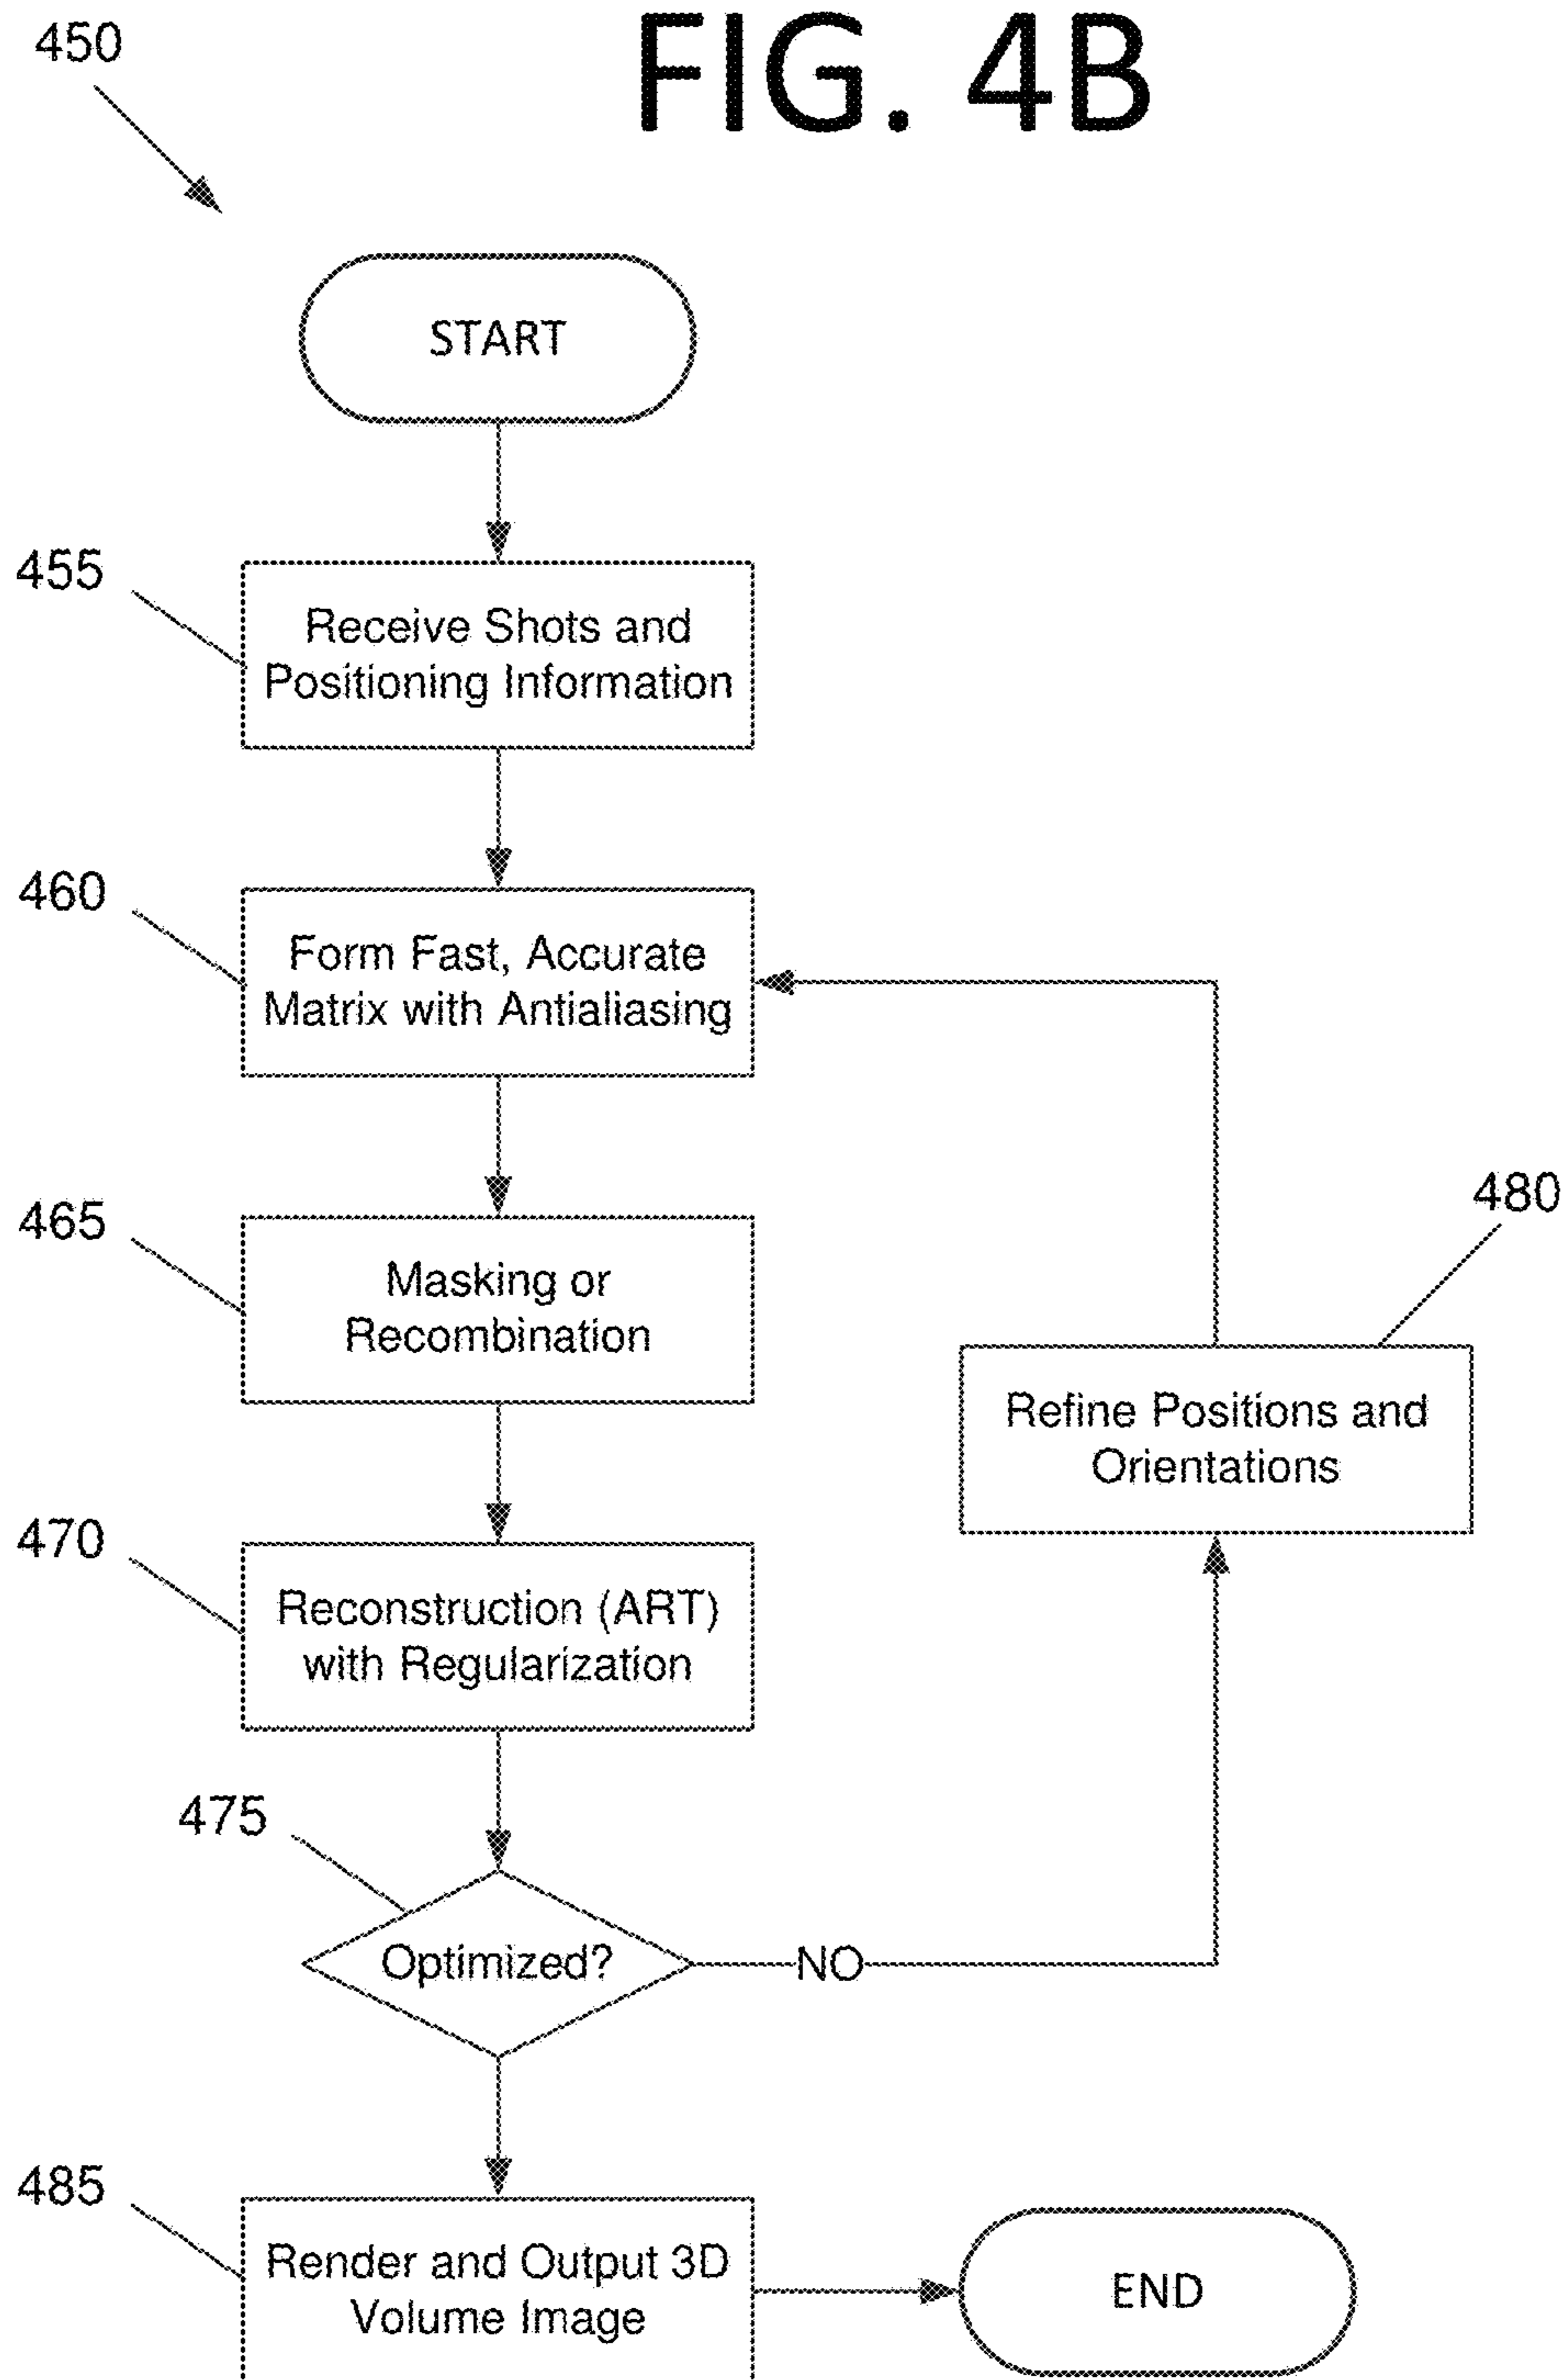 FIG. 4B
450
START
455
Receive Shots and
Positioning Information
460
Form Fast, Accurate
Matrix with Antialiasing
465
Masking or
Recombination
480
Refine Positions and
Orientations
470
Reconstruction (ART)
with Regularization
475
Optimized?
NO
485
Render and Output 3D
Volume Image
END